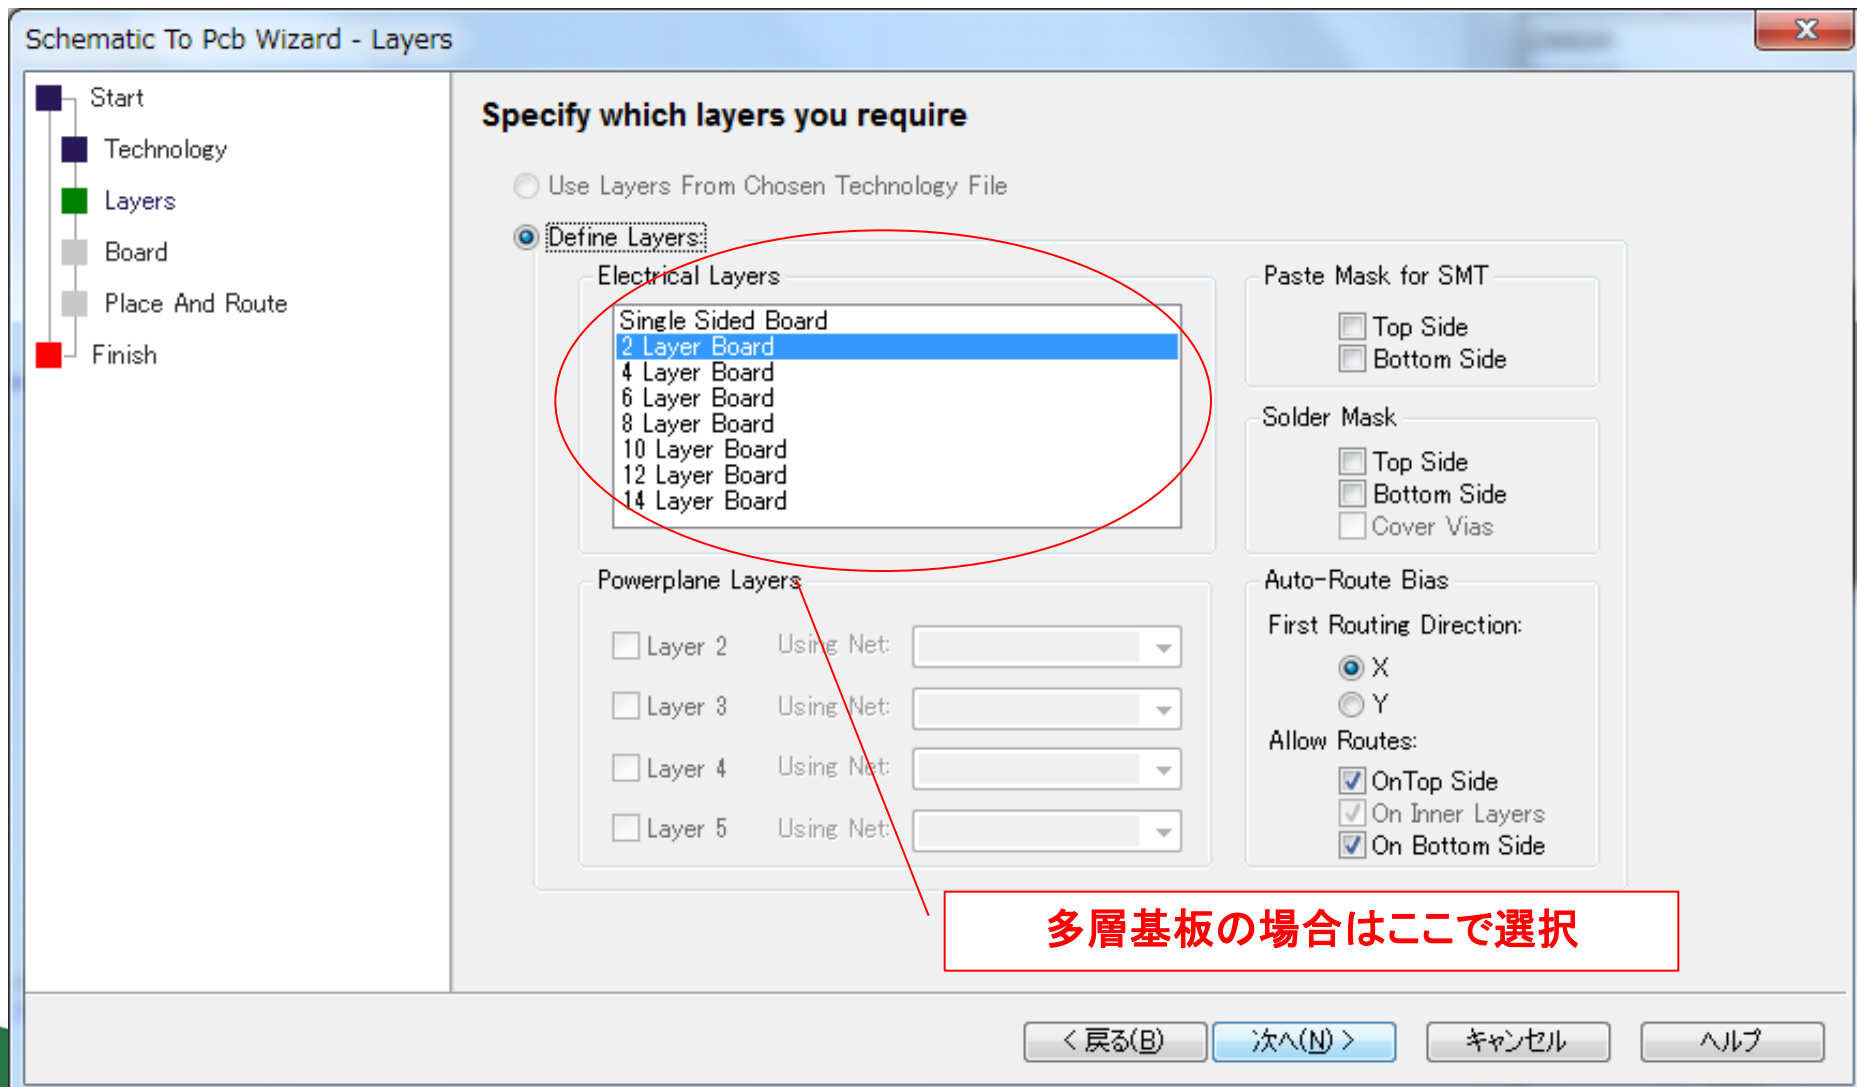 Schematic To Pcb Wizard - Layers
Start
Technology
Layers
Board
Place And Route
Finish
Specify which layers you require
Use Layers From Chosen Technology File
Define Layers:
Electrical Layers
Single Sided Board
2 Layer Board
4 Layer Board
6 Layer Board
8 Layer Board
10 Layer Board
12 Layer Board
14 Layer Board
Powerplane Layers
Layer 2 Using Net:
Layer 3 Using Net:
Layer 4 Using Net:
Layer 5 Using Net:
Paste Mask for SMT
Top Side
Bottom Side
Solder Mask
Top Side
Bottom Side
Cover Vias
Auto-Route Bias
First Routing Direction:
X
Y
Allow Routes:
OnTop Side
On Inner Layers
On Bottom Side
多層基板の場合はここで選択
< 戻る(B)
次へ(N) >
キャンセル
ヘルプ